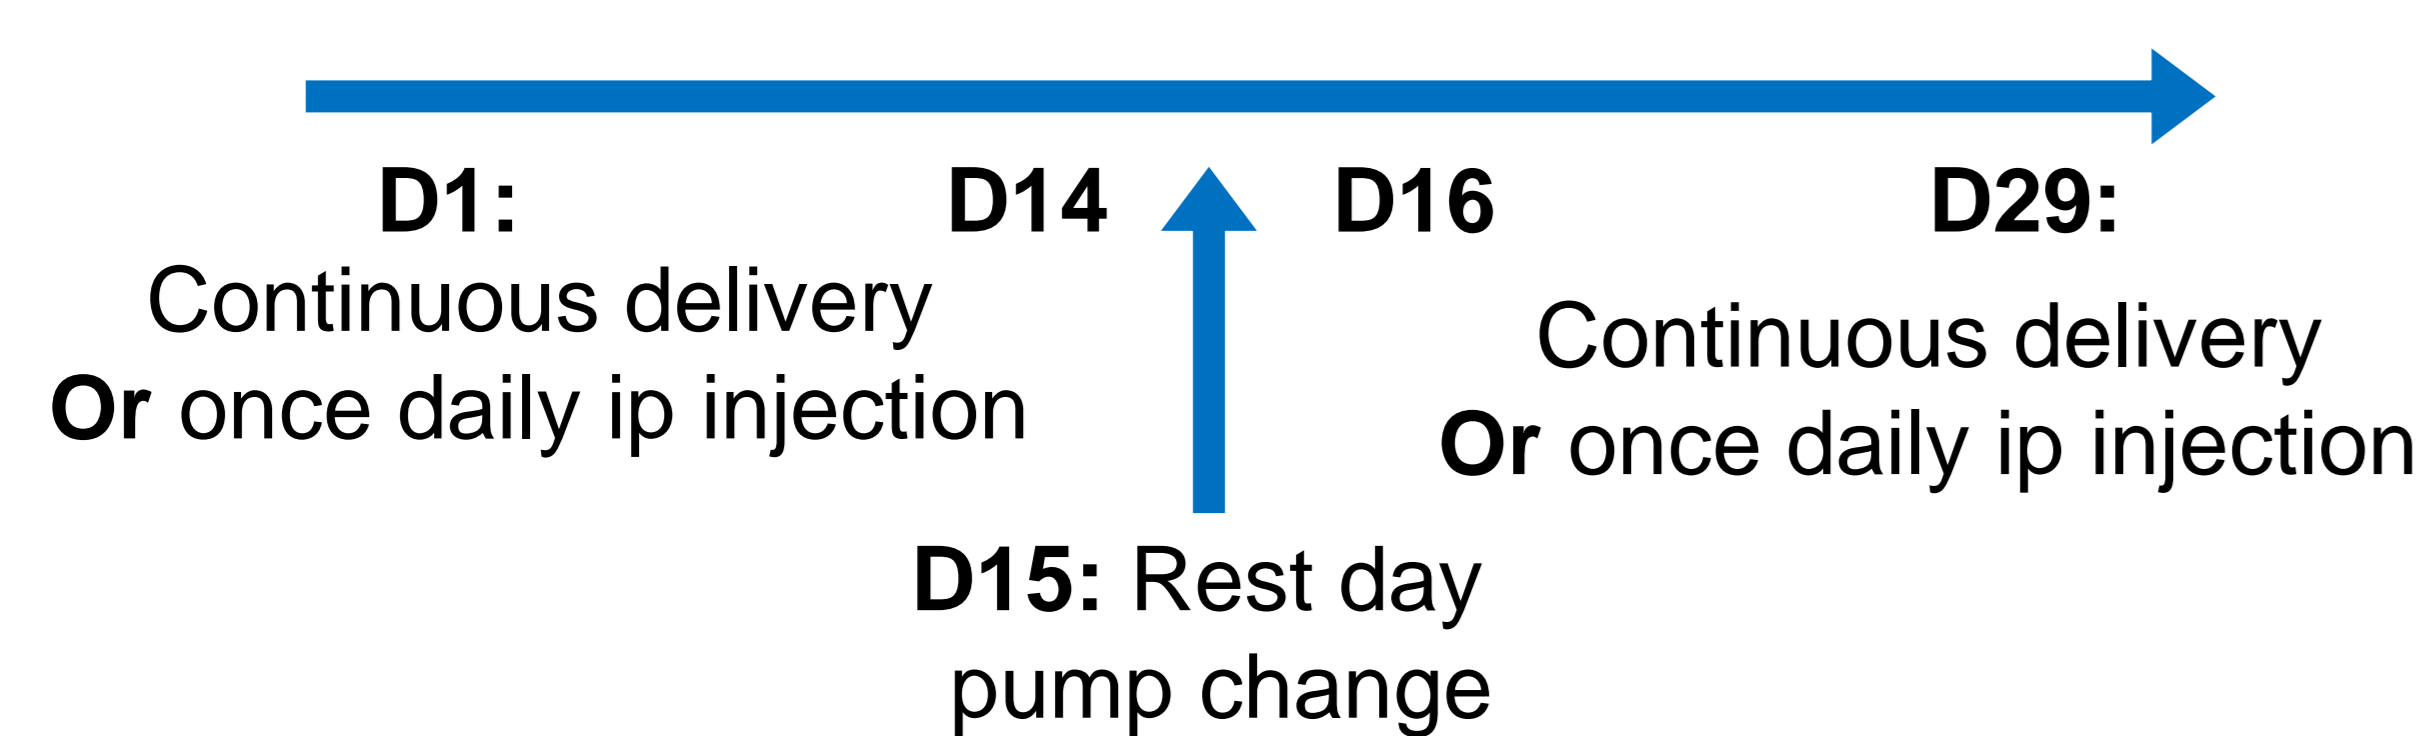 D1: D14 D16 D29:
Continuous delivery
Or once daily ip injection
Continuous delivery
Or once daily ip injection
D15: Rest day
pump change